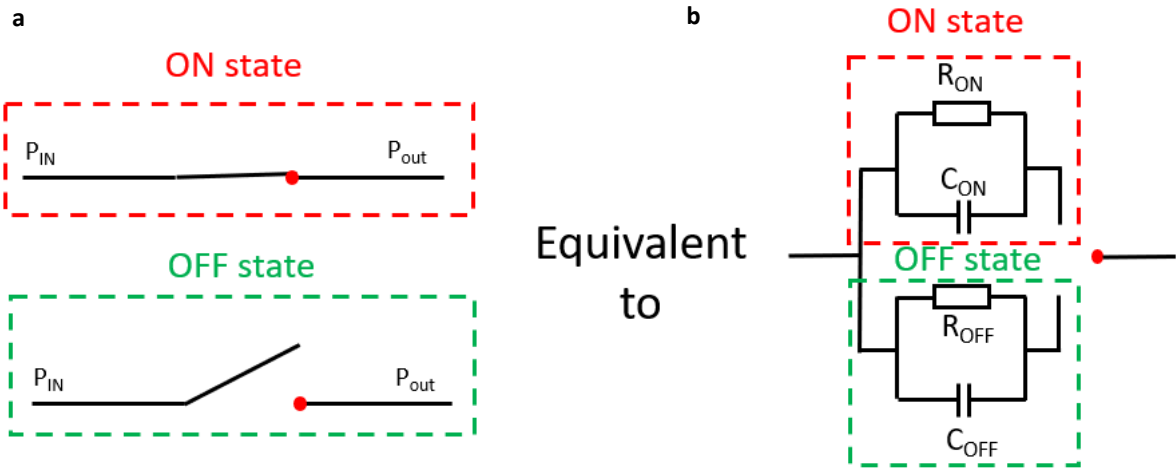 a
ON state
P_IN
P_out
OFF state
P_IN
P_out
Equivalent
to
b
ON state
R_ON
C_ON
OFF state
R_OFF
C_OFF